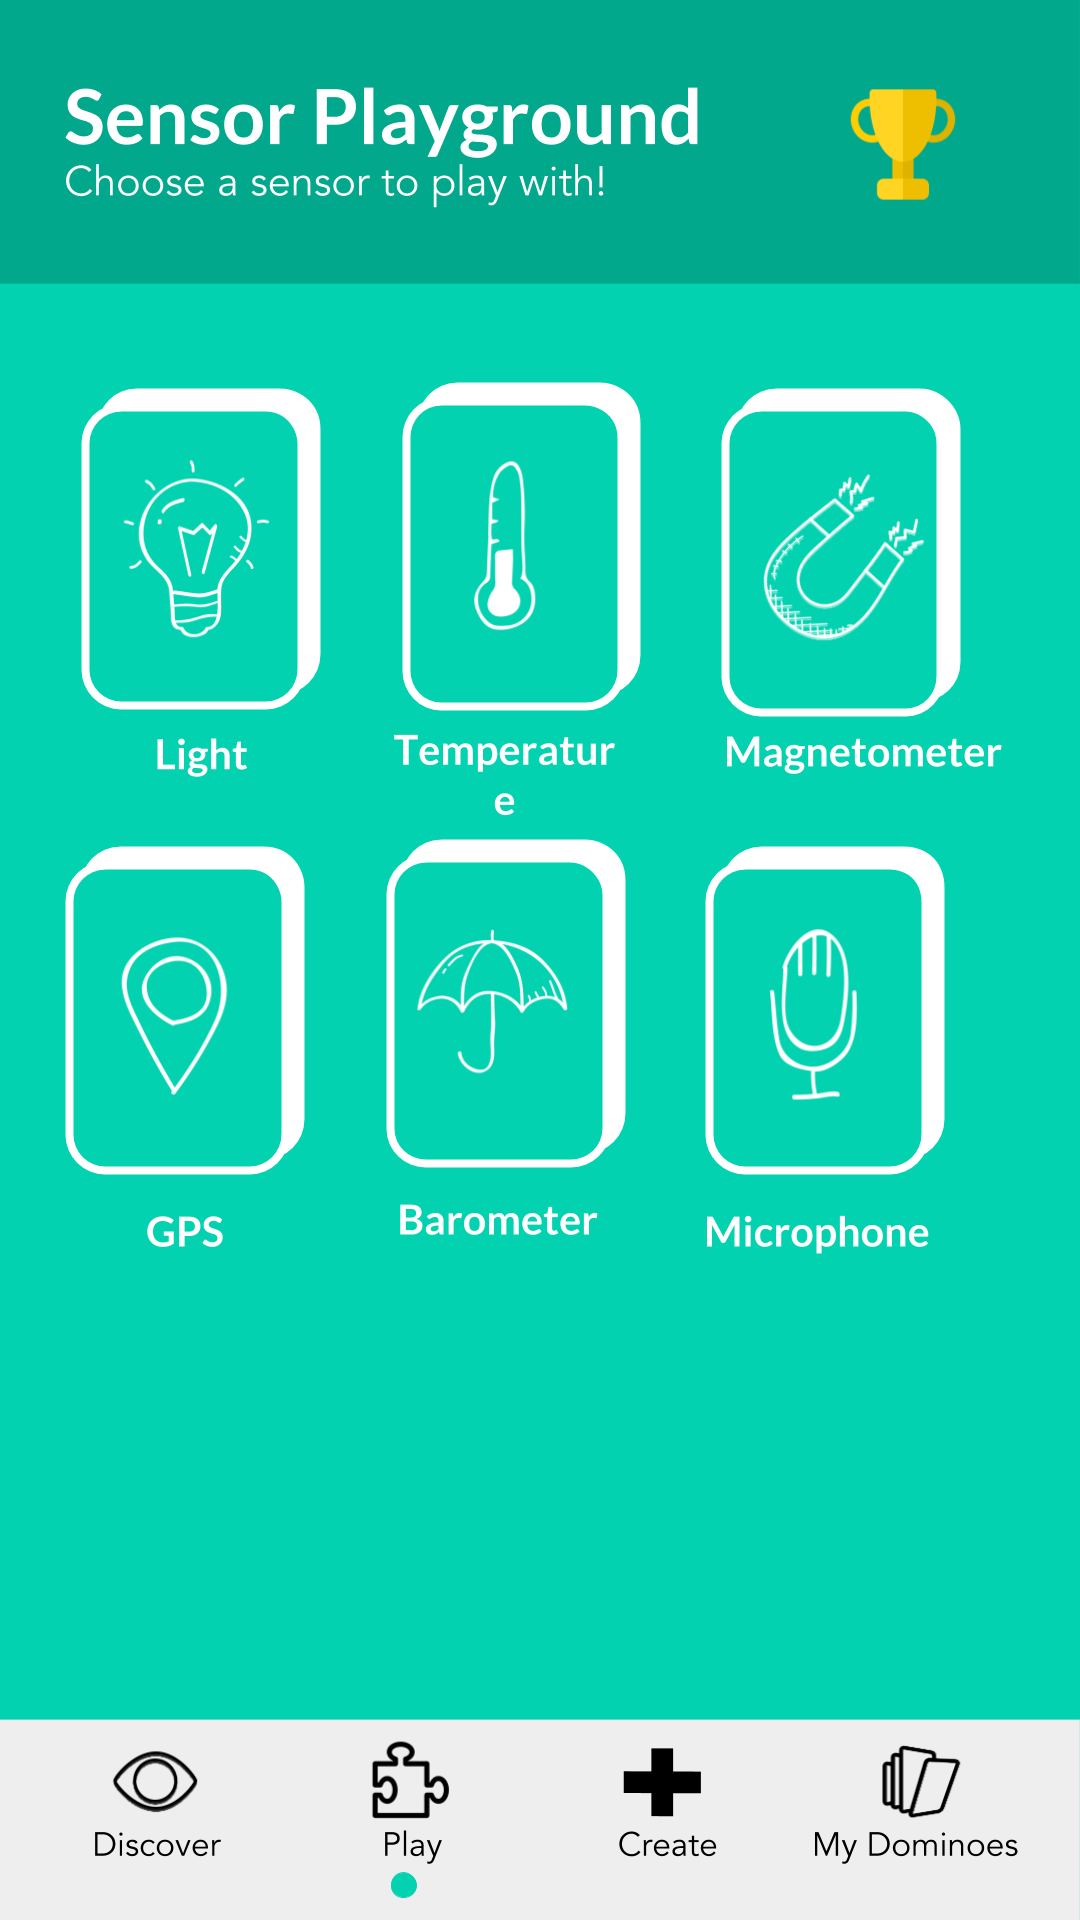 Sensor Playground
Choose a sensor to play with!
Light
Temperatur
e
Magnetometer
GPS
Barometer
Microphone
Discover
Play
Create
My Dominoes